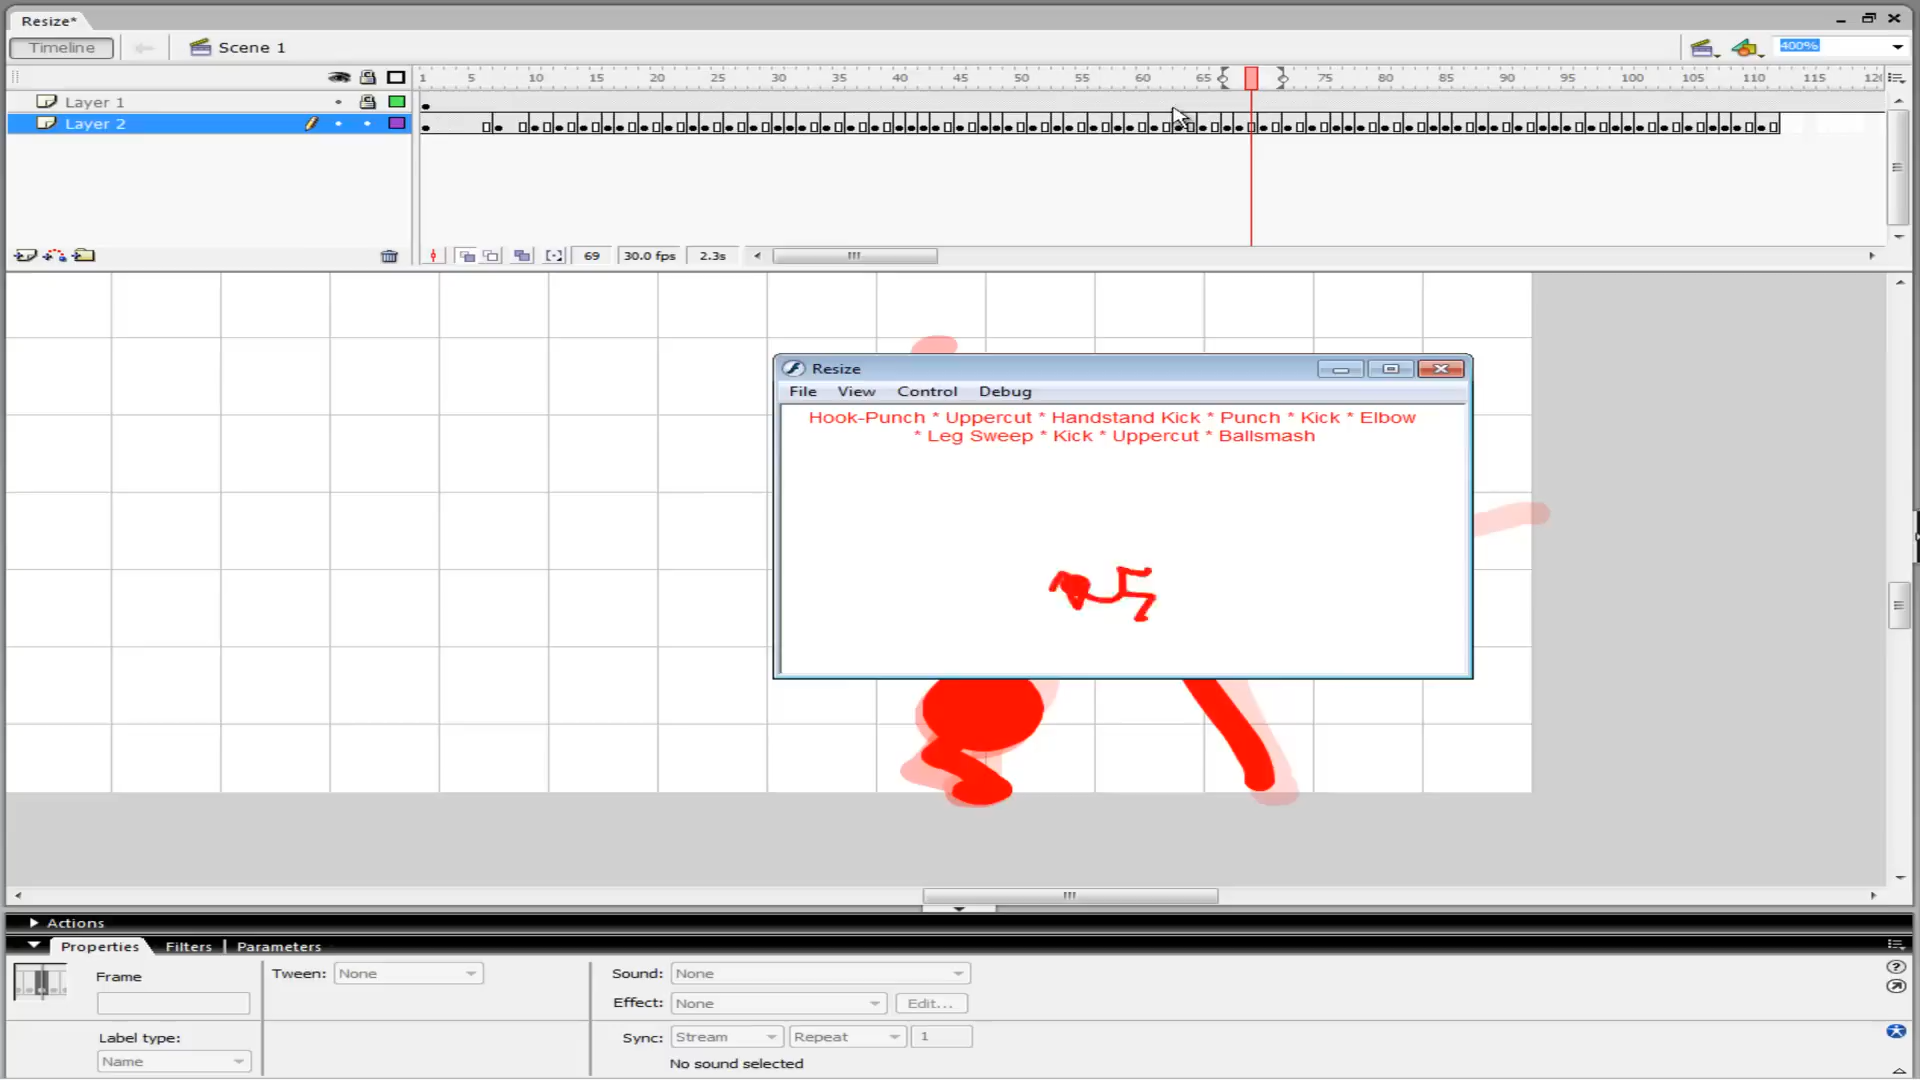 Resize*
Timeline
Scene 1
400%
1 5 10 15 20 25 30 35 40 45 50 55 60 65 75 80 85 90 95 100 105 110 115 120
Layer 1
Layer 2
69 30.0 fps 2.3s
Resize
File View Control Debug
Hook-Punch * Uppercut * Handstand Kick * Punch * Kick * Elbow
* Leg Sweep * Kick * Uppercut * Ballsmash
Actions
Properties Filters Parameters
Frame
Tween: None
Sound: None
Effect: None Edit...
Label type:
Name
Sync: Stream Repeat 1
No sound selected